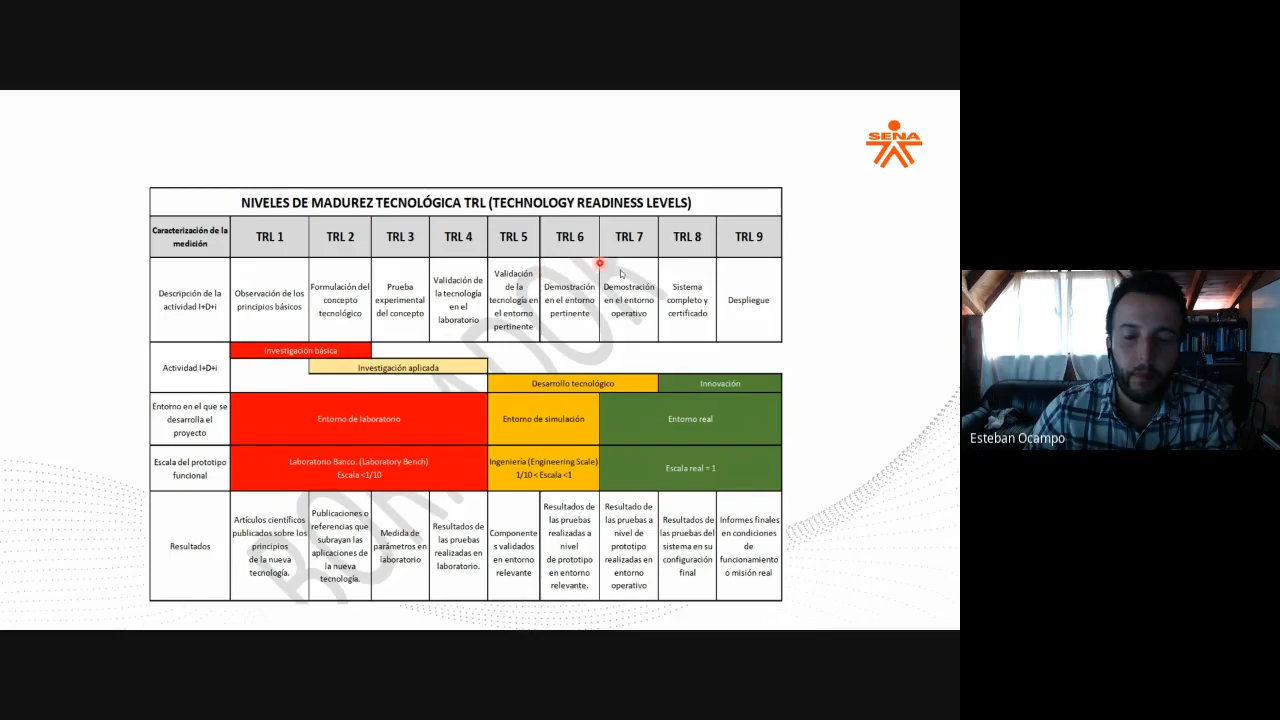 SENA
NIVELES DE MADUREZ TECNOLÓGICA TRL (TECHNOLOGY READINESS LEVELS)
Caracterización de la
medición
TRL 1
TRL 2
TRL 3
TRL 4
TRL 5
TRL 6
TRL 7
TRL 8
TRL 9
Descripción de la
actividad I+D+i
Observación de los
principios básicos
Formulación del
concepto
tecnológico
Prueba
experimental
del concepto
Validación de
la tecnología
en el
laboratorio
Validación
de la
tecnología en
el entorno
pertinente
Demostración
en el entorno
pertinente
Demostración
en el entorno
operativo
Sistema
completo y
certificado
Despliegue
Actividad I+D+i
Investigación básica
Investigación aplicada
Desarrollo tecnológico
Innovación
Entorno en el que se
desarrolla el
proyecto
Entorno de laboratorio
Entorno de simulación
Entorno real
Escala del prototipo
funcional
Laboratorio Banco. (Laboratory Bench)
Escala <1/10
Ingeniería (Engineering Scale)
1/10 < Escala <1
Escala real = 1
Resultados
Artículos científicos
publicados sobre los
principios
de la nueva
tecnología.
Publicaciones o
referencias que
subrayan las
aplicaciones de
la nueva
tecnología.
Medida de
parámetros en
laboratorio
Resultados de
las pruebas
realizadas en
laboratorio.
Componente
s validados
en entorno
relevante
Resultados de
las pruebas
realizadas a
nivel
de prototipo
en entorno
relevante.
Resultado de
las pruebas a
nivel de
prototipo
realizadas en
entorno
operativo
Resultados de
las pruebas del
sistema en su
configuración
final
Informes finales
en condiciones
de
funcionamiento
o misión real
BORRADOR
Esteban Ocampo